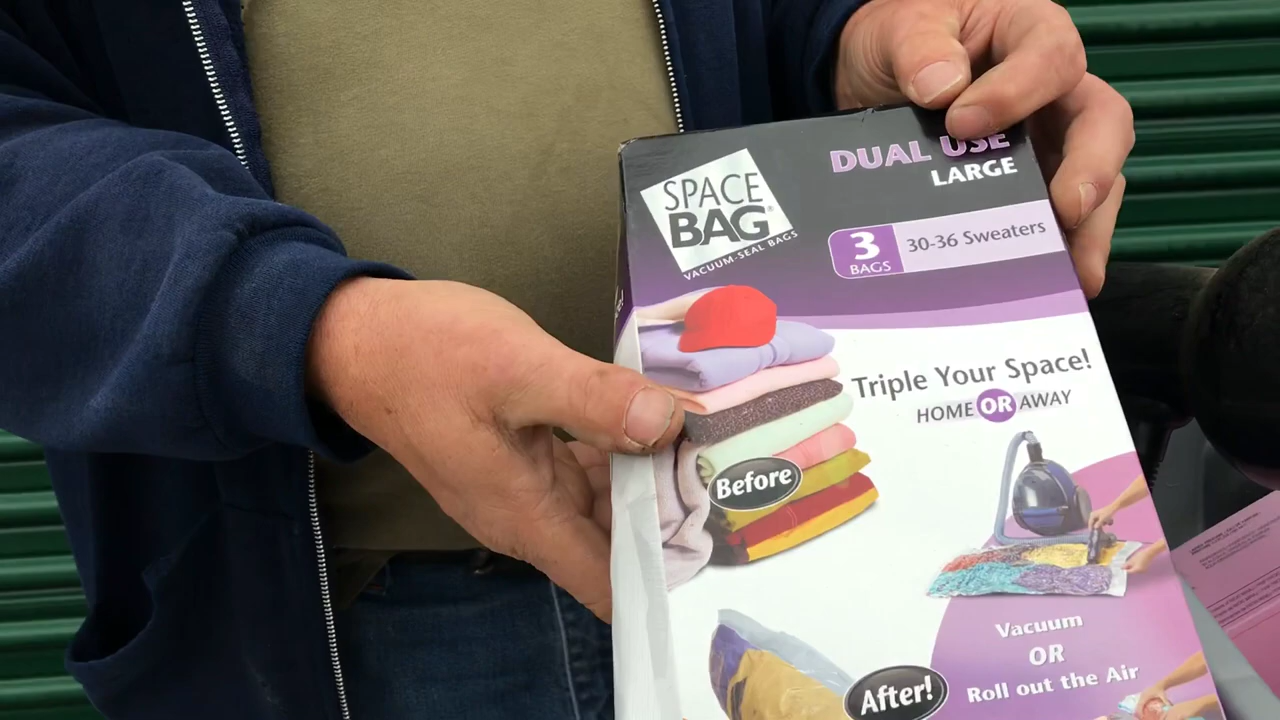 DUAL USE
LARGE
SPACE
BAG®
VACUUM-SEAL BAGS
3
BAGS
30-36 Sweaters
Triple Your Space!
HOME OR AWAY
Before
Vacuum
OR
Roll out the Air
After!